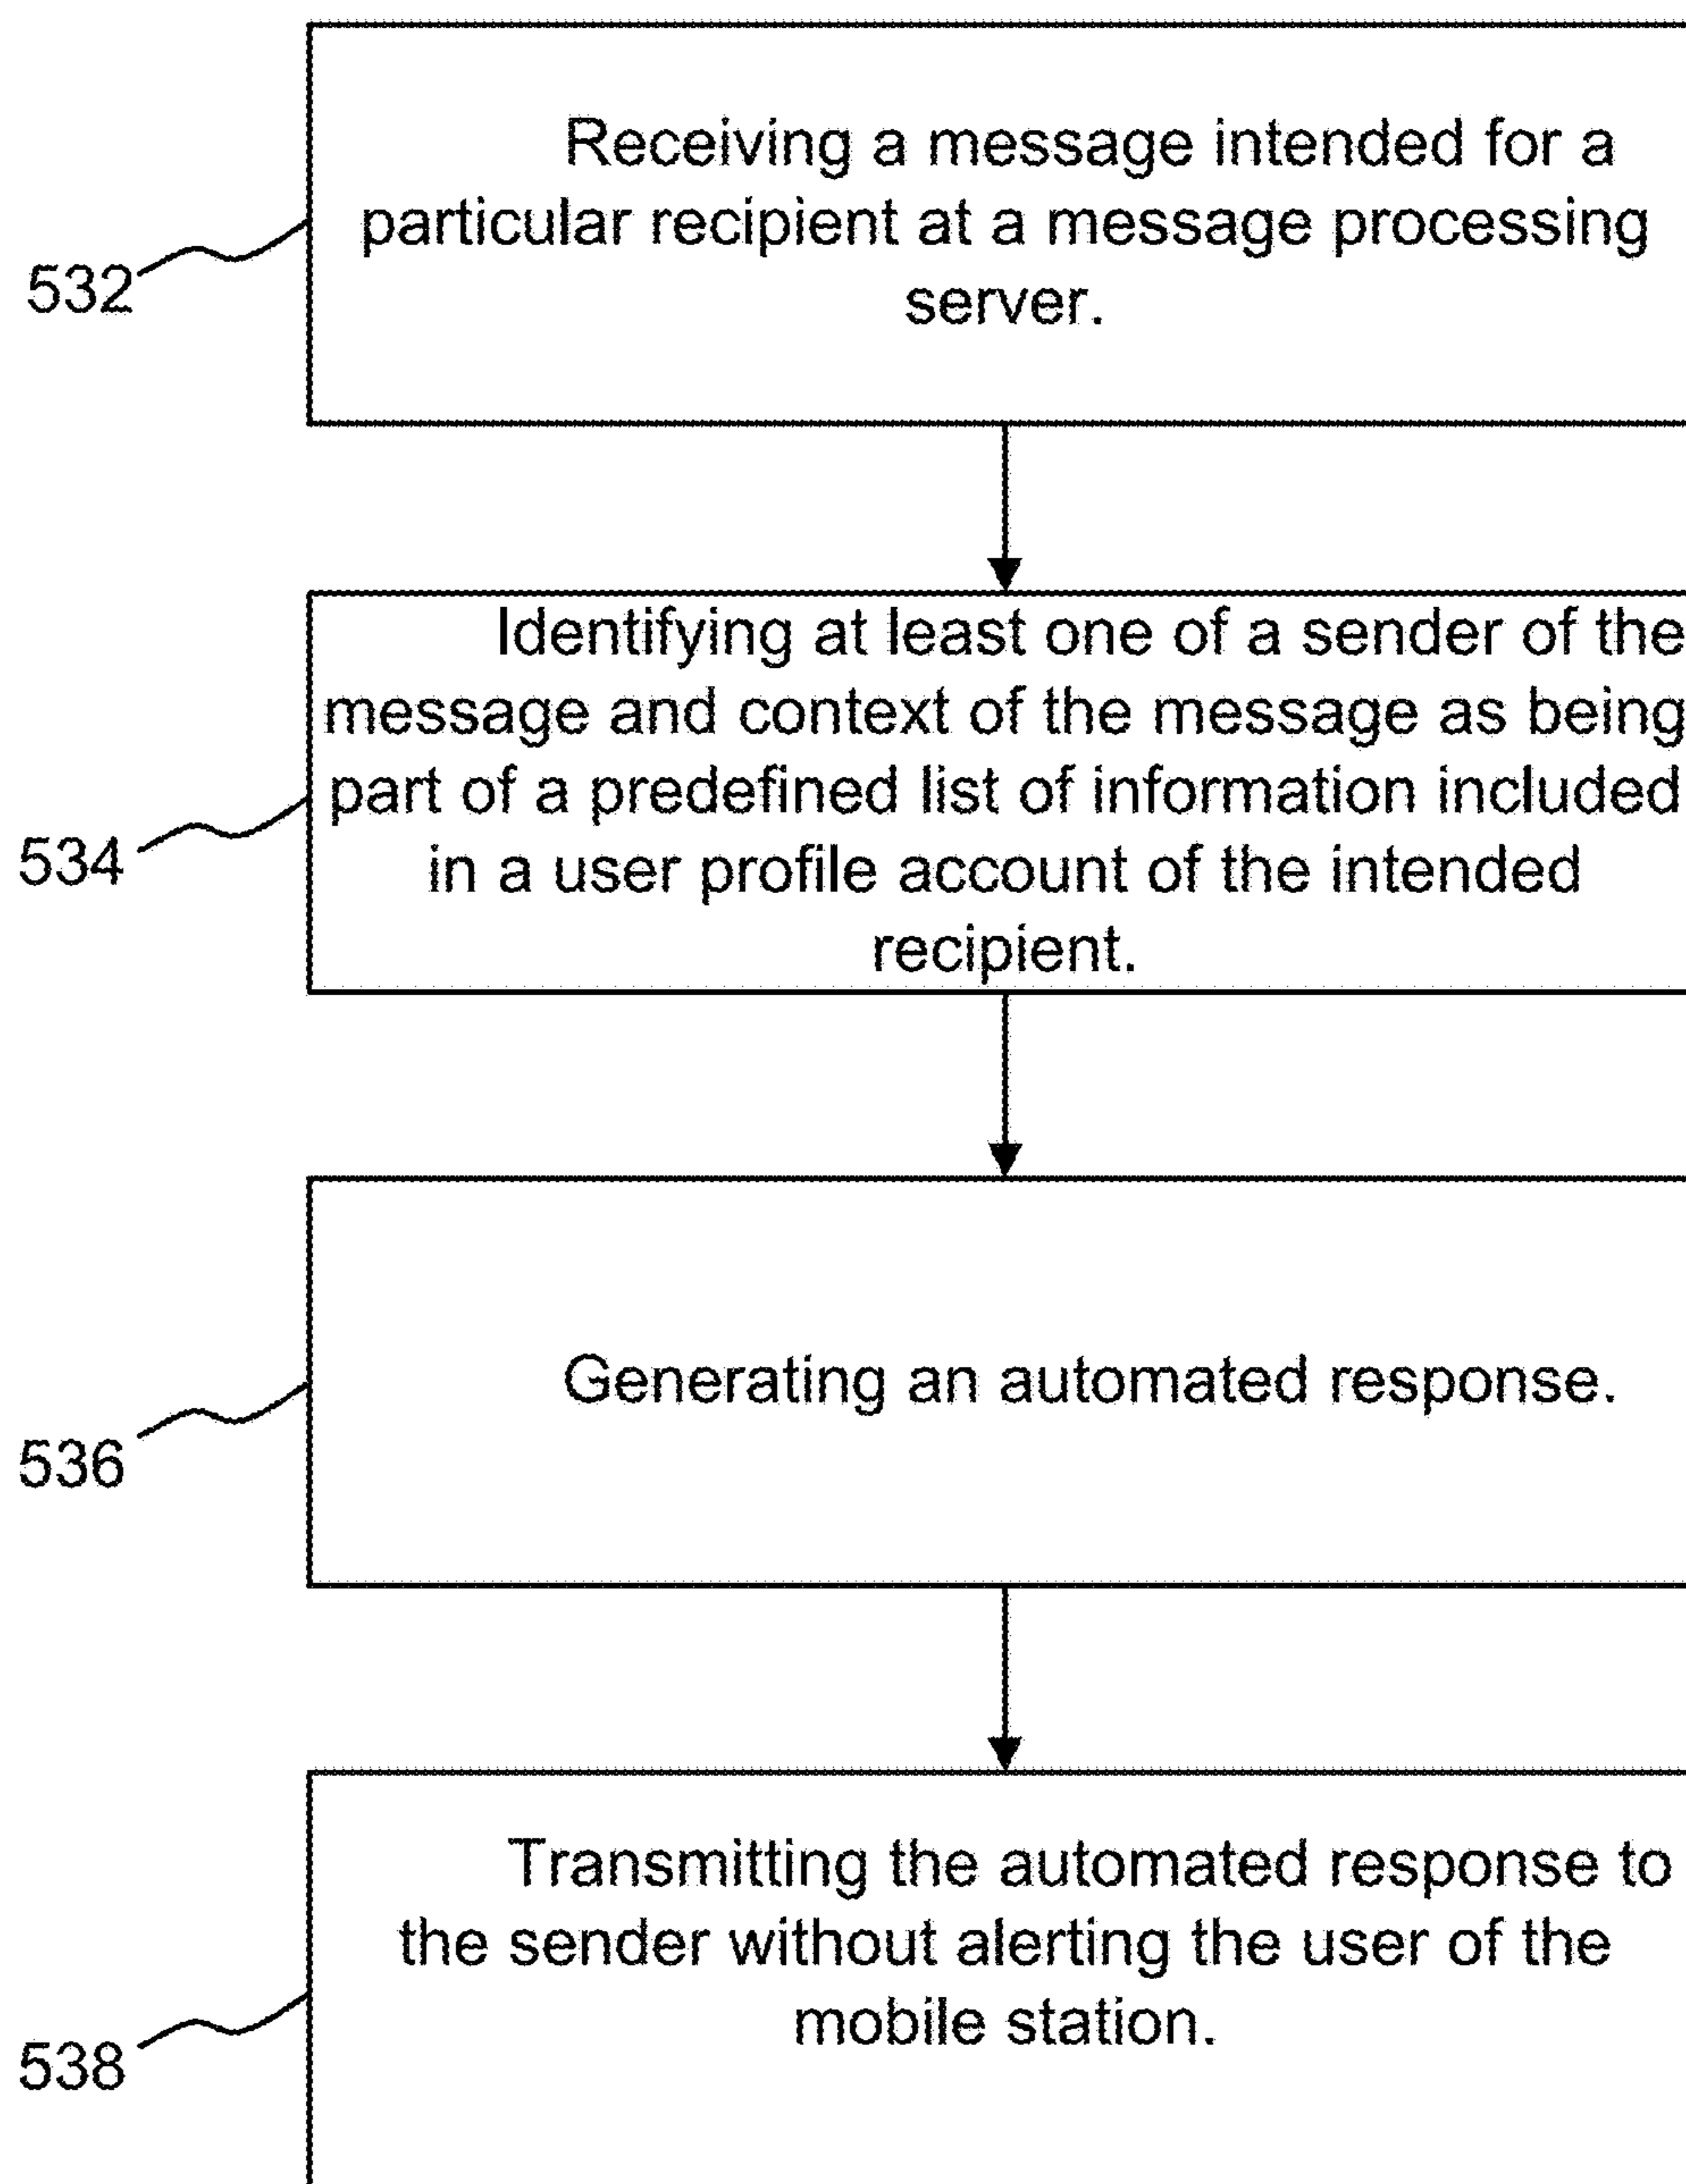 Receiving a message intended for a
particular recipient at a message processing
server.
532
Identifying at least one of a sender of the
message and context of the message as being
part of a predefined list of information included
in a user profile account of the intended
recipient.
534
Generating an automated response.
536
Transmitting the automated response to
the sender without alerting the user of the
mobile station.
538